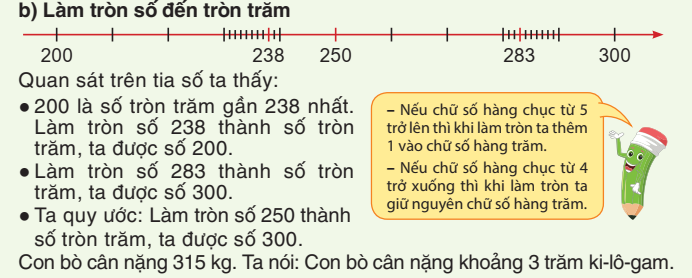 b) Làm tròn số đến tròn trăm
200 238 250 283 300
Quan sát trên tia số ta thấy:
● 200 là số tròn trăm gần 238 nhất.
Làm tròn số 238 thành số tròn
trăm, ta được số 200.
● Làm tròn số 283 thành số tròn
trăm, ta được số 300.
● Ta quy ước: Làm tròn số 250 thành
số tròn trăm, ta được số 300.
– Nếu chữ số hàng chục từ 5
trở lên thì khi làm tròn ta thêm
1 vào chữ số hàng trăm.
– Nếu chữ số hàng chục từ 4
trở xuống thì khi làm tròn ta
giữ nguyên chữ số hàng trăm.
Con bò cân nặng 315 kg. Ta nói: Con bò cân nặng khoảng 3 trăm ki-lô-gam.